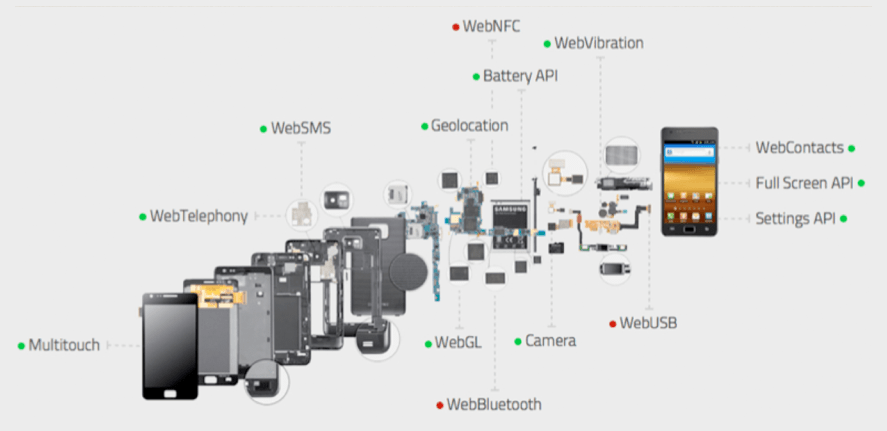 WebNFC
WebVibration
Battery API
WebSMS
Geolocation
WebContacts
Full Screen API
WebTelephony
Settings API
SAMSUNG
WebUSB
Multitouch
WebGL
Camera
WebBluetooth